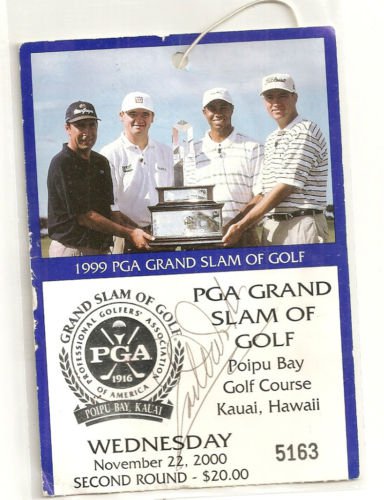 Titleist
1999 PGA GRAND SLAM OF GOLF
GRAND SLAM OF GOLF
PROFESSIONAL GOLFERS' ASSOCIATION
OF AMERICA
PGA
1916
POIPU BAY, KAUAI
PGA GRAND
SLAM OF
GOLF
Poipu Bay
Golf Course
Kauai, Hawaii
WEDNESDAY
November 22, 2000
SECOND ROUND - $20.00
5163